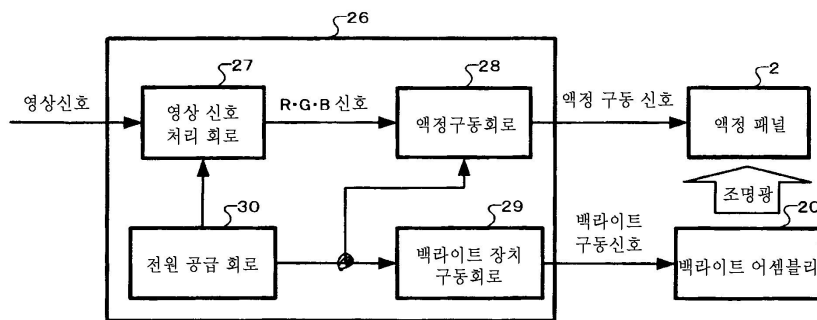 26
27
28
2
영상신호
영상 신호
처리 회로
R·G·B 신호
액정구동회로
액정 구동 신호
액정 패널
조명광
30
29
20
전원 공급 회로
백라이트 장치
구동회로
백라이트
구동신호
백라이트 어셈블리